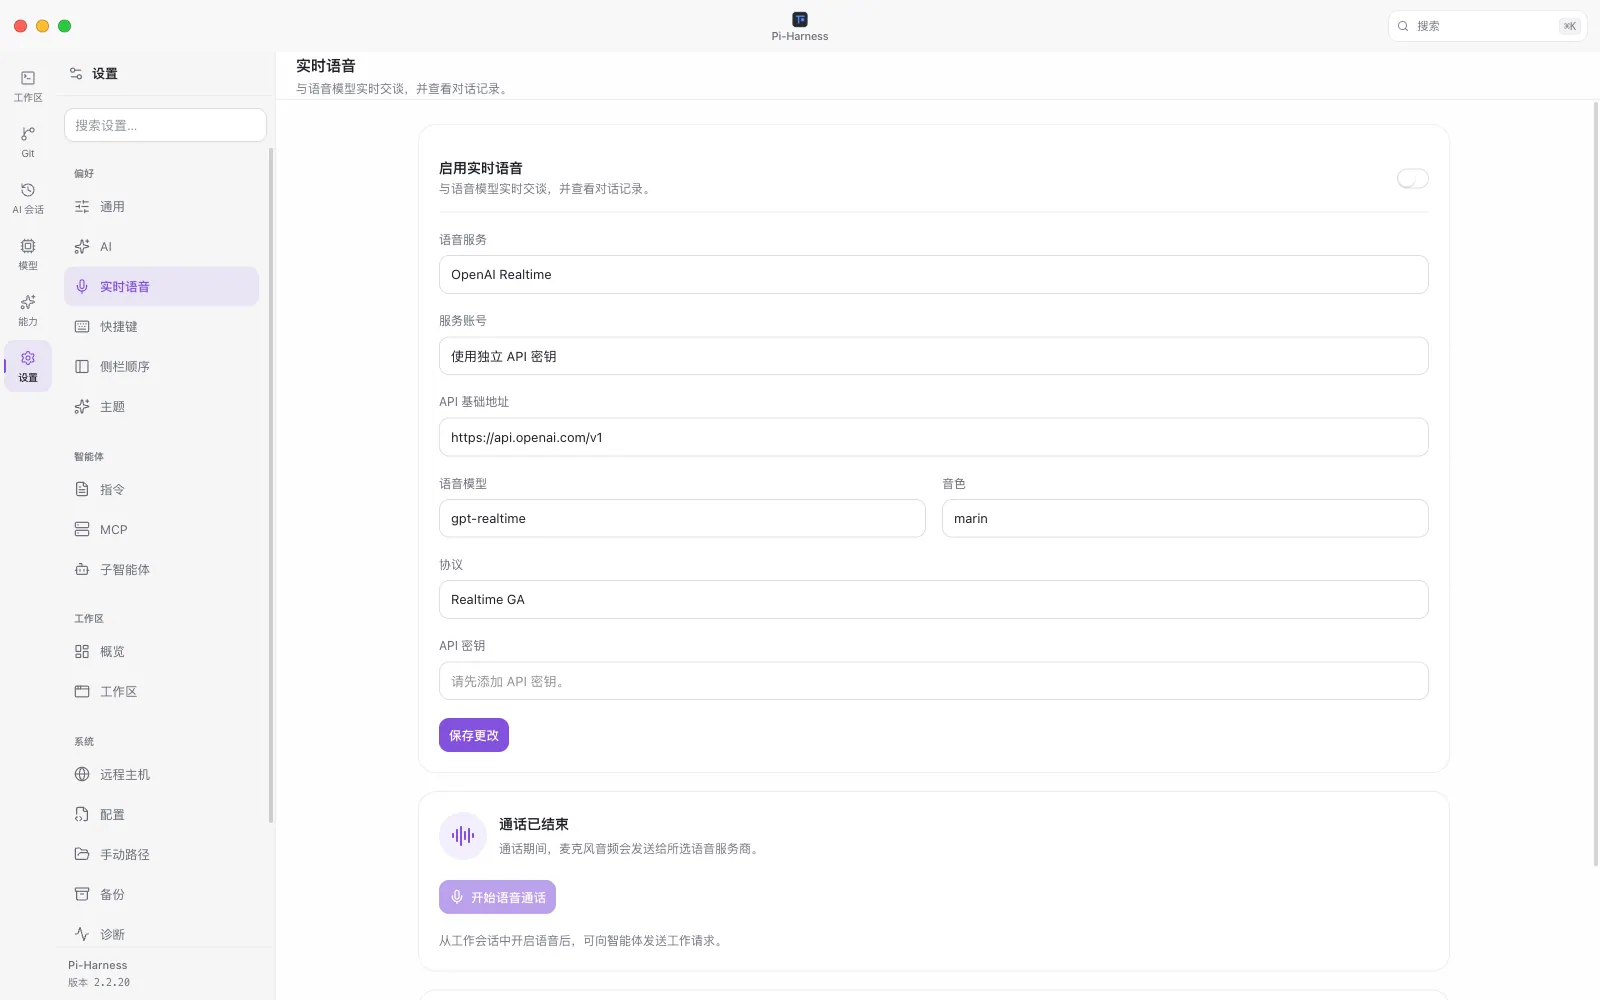 Pi-Harness
搜索
⌘K
工作区
Git
AI 会话
模型
能力
设置
设置
搜索设置...
偏好
通用
AI
实时语音
快捷键
侧栏顺序
主题
智能体
指令
MCP
子智能体
工作区
概览
工作区
系统
远程主机
配置
手动路径
备份
诊断
Pi-Harness
版本 2.2.20
实时语音
与语音模型实时交谈，并查看对话记录。
启用实时语音
与语音模型实时交谈，并查看对话记录。
语音服务
OpenAI Realtime
服务账号
使用独立 API 密钥
API 基础地址
https://api.openai.com/v1
语音模型
音色
gpt-realtime
marin
协议
Realtime GA
API 密钥
请先添加 API 密钥。
保存更改
通话已结束
通话期间，麦克风音频会发送给所选语音服务商。
开始语音通话
从工作会话中开启语音后，可向智能体发送工作请求。